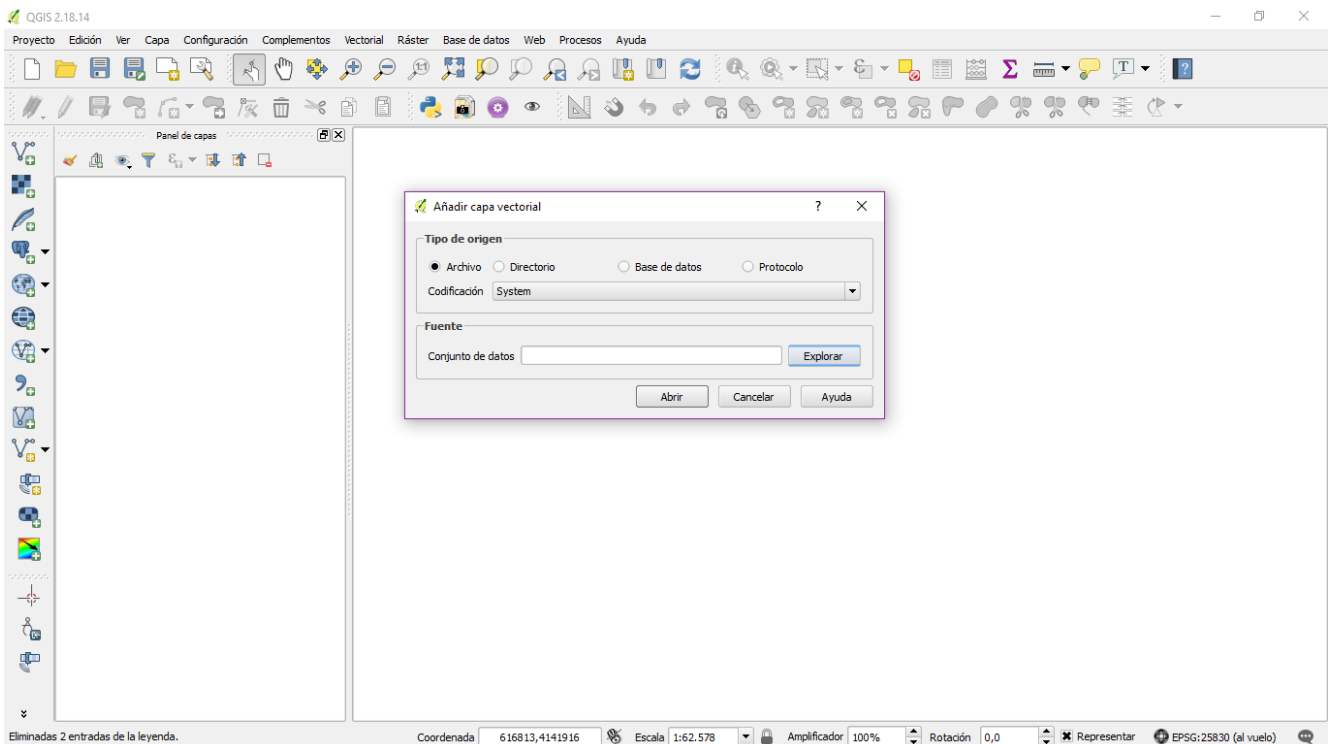 QGIS 2.18.14
Proyecto Edición Ver Capa Configuración Complementos Vectorial Ráster Base de datos Web Procesos Ayuda
Panel de capas
Añadir capa vectorial
Tipo de origen
Archivo Directorio Base de datos Protocolo
Codificación System
Fuente
Conjunto de datos Explorar
Abrir Cancelar Ayuda
Eliminadas 2 entradas de la leyenda. Coordenada 616813,4141916 Escala 1:62.578 Amplificador 100% Rotación 0,0 Representar EPSG:25830 (al vuelo)